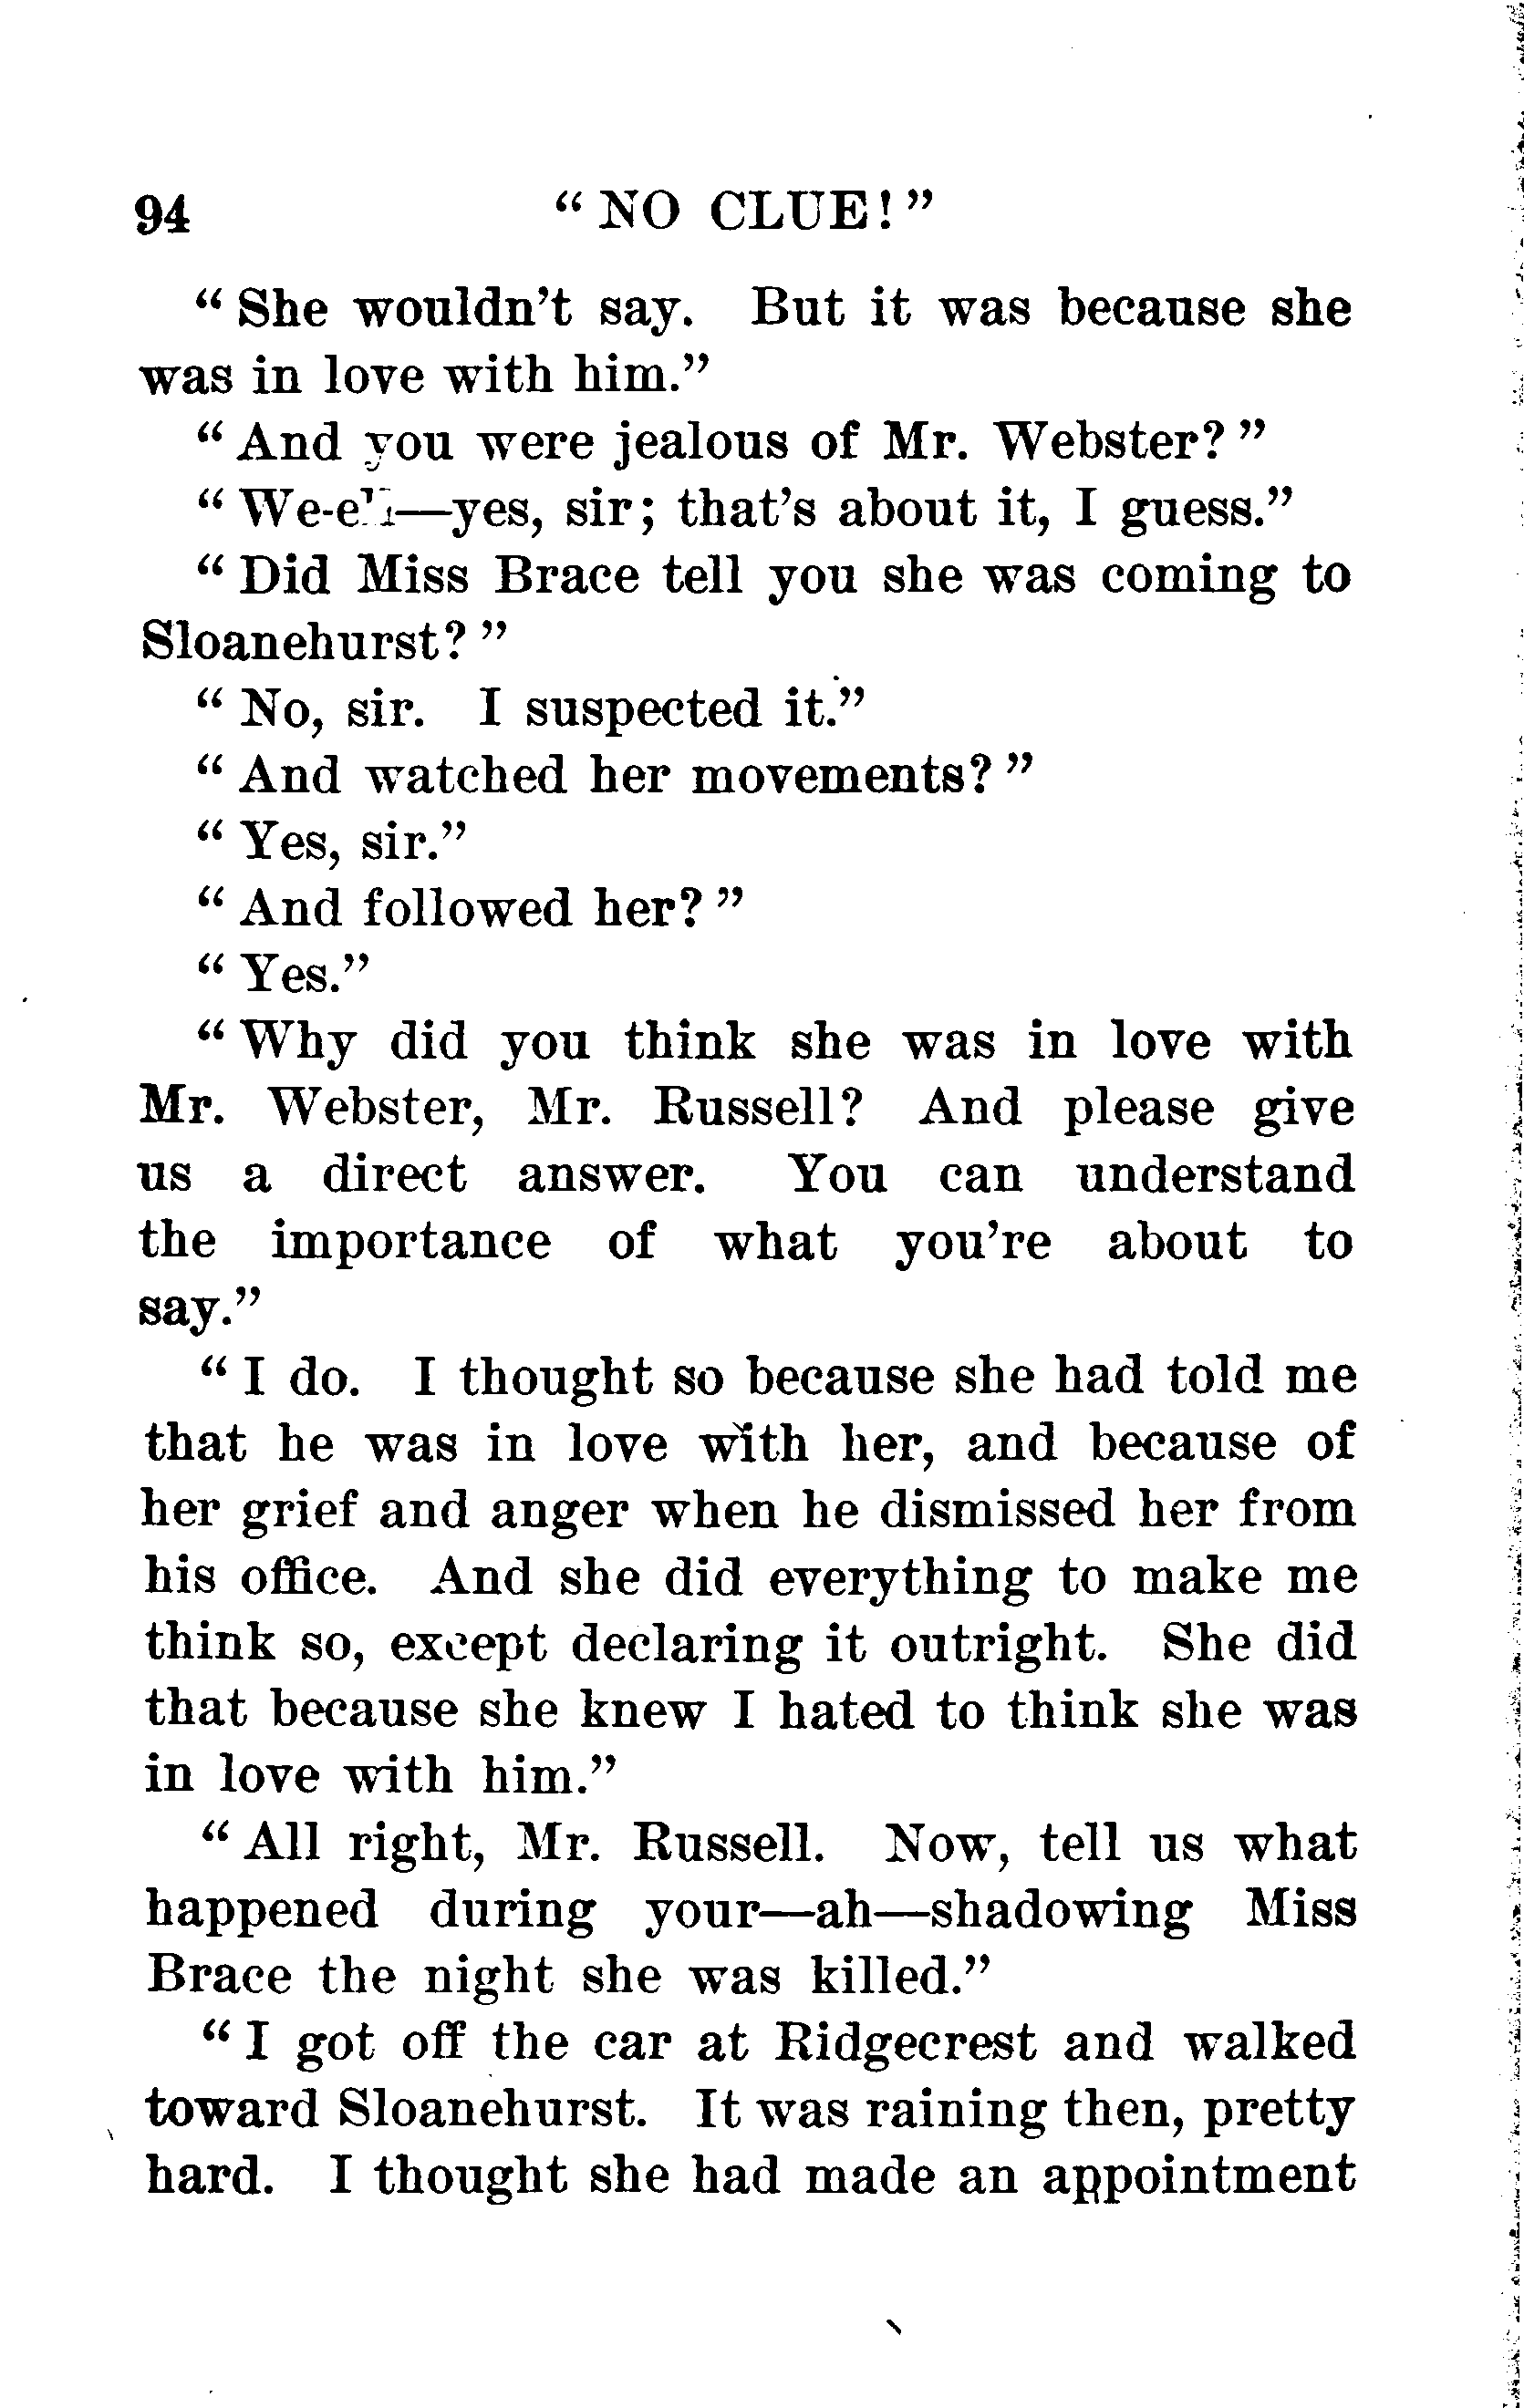 94 “ NO CLUE! ”
“ She wouldn’t say. But it was because she
was in love with him.”
“ And you were jealous of Mr. Webster? ”
“ We-ell—yes, sir; that’s about it, I guess.”
“ Did Miss Brace tell you she was coming to
Sloanehurst? ”
“ No, sir. I suspected it.”
“ And watched her movements? ”
“ Yes, sir.”
“ And followed her? ”
“ Yes.”
“ Why did you think she was in love with
Mr. Webster, Mr. Russell? And please give
us a direct answer. You can understand
the importance of what you’re about to
say.”
“ I do. I thought so because she had told me
that he was in love with her, and because of
her grief and anger when he dismissed her from
his office. And she did everything to make me
think so, except declaring it outright. She did
that because she knew I hated to think she was
in love with him.”
“ All right, Mr. Russell. Now, tell us what
happened during your—ah—shadowing Miss
Brace the night she was killed.”
“ I got off the car at Ridgecrest and walked
toward Sloanehurst. It was raining then, pretty
hard. I thought she had made an appointment